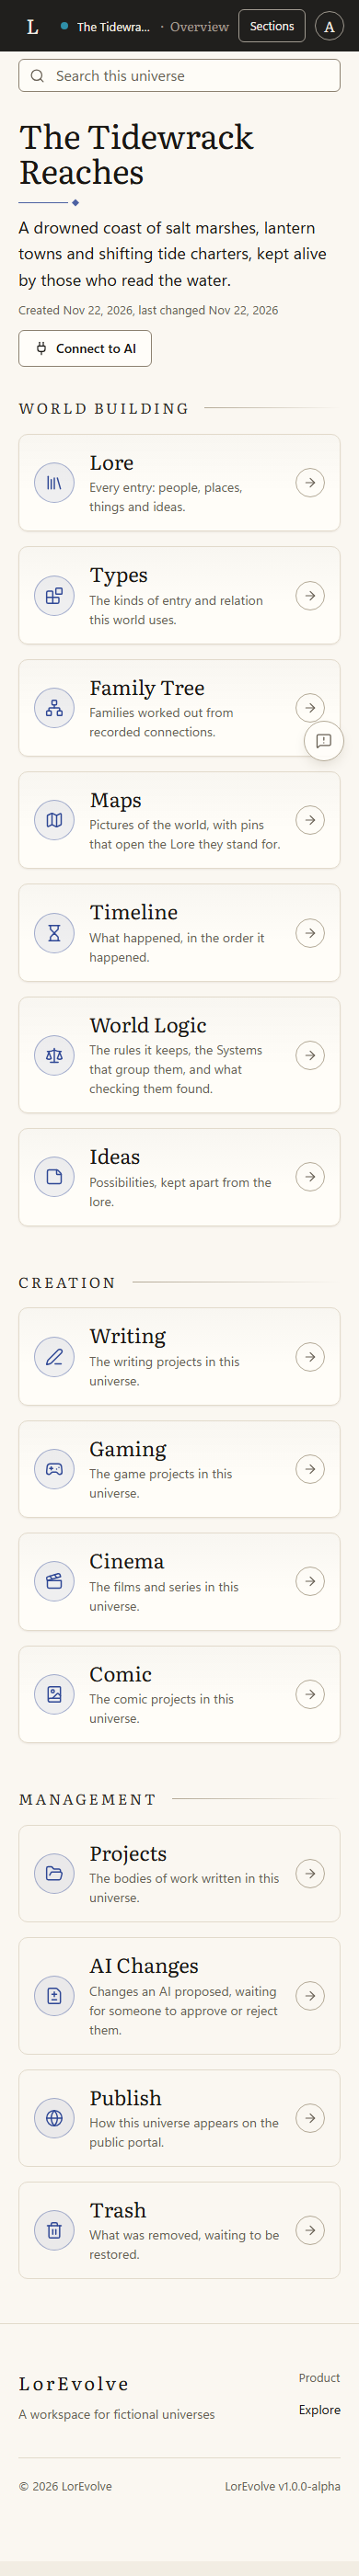 L
The Tidewra... · Overview
Sections
A
Search this universe
The Tidewrack
Reaches
A drowned coast of salt marshes, lantern
towns and shifting tide charters, kept alive
by those who read the water.
Created Nov 22, 2026, last changed Nov 22, 2026
Connect to AI
WORLD BUILDING
Lore
Every entry: people, places,
things and ideas.
Types
The kinds of entry and relation
this world uses.
Family Tree
Families worked out from
recorded connections.
Maps
Pictures of the world, with pins
that open the Lore they stand for.
Timeline
What happened, in the order it
happened.
World Logic
The rules it keeps, the Systems
that group them, and what
checking them found.
Ideas
Possibilities, kept apart from the
lore.
CREATION
Writing
The writing projects in this
universe.
Gaming
The game projects in this
universe.
Cinema
The films and series in this
universe.
Comic
The comic projects in this
universe.
MANAGEMENT
Projects
The bodies of work written in this
universe.
AI Changes
Changes an AI proposed, waiting
for someone to approve or reject
them.
Publish
How this universe appears on the
public portal.
Trash
What was removed, waiting to be
restored.
LorEvolve
A workspace for fictional universes
Product
Explore
© 2026 LorEvolve
LorEvolve v1.0.0-alpha